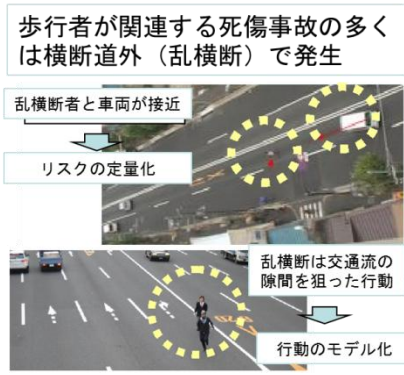 歩行者が関連する死傷事故の多く
は横断道外（乱横断）で発生
乱横断者と車両が接近
リスクの定量化
乱横断は交通流の
隙間を狙った行動
行動のモデル化